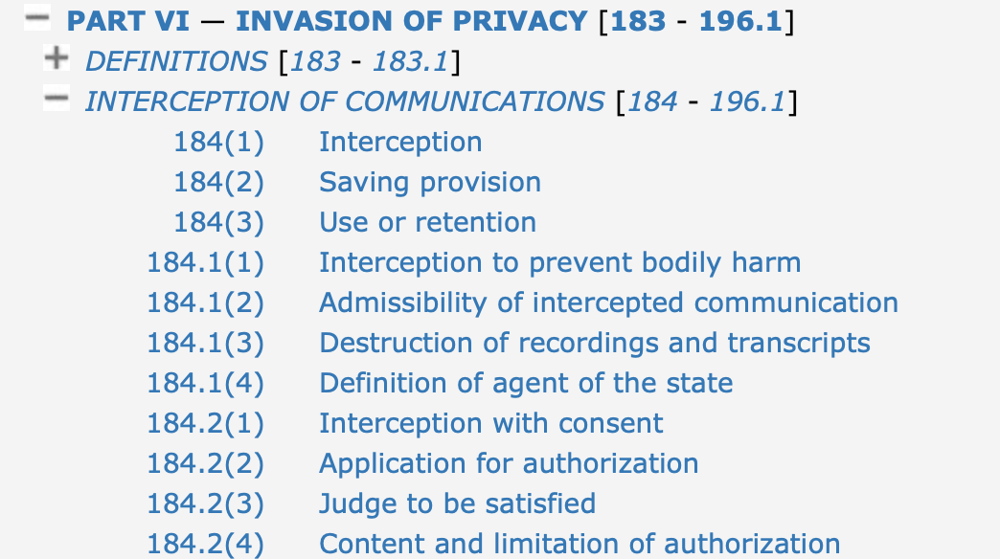 PART VI — INVASION OF PRIVACY [183 - 196.1]
DEFINITIONS [183 - 183.1]
INTERCEPTION OF COMMUNICATIONS [184 - 196.1]
184(1) Interception
184(2) Saving provision
184(3) Use or retention
184.1(1) Interception to prevent bodily harm
184.1(2) Admissibility of intercepted communication
184.1(3) Destruction of recordings and transcripts
184.1(4) Definition of agent of the state
184.2(1) Interception with consent
184.2(2) Application for authorization
184.2(3) Judge to be satisfied
184.2(4) Content and limitation of authorization